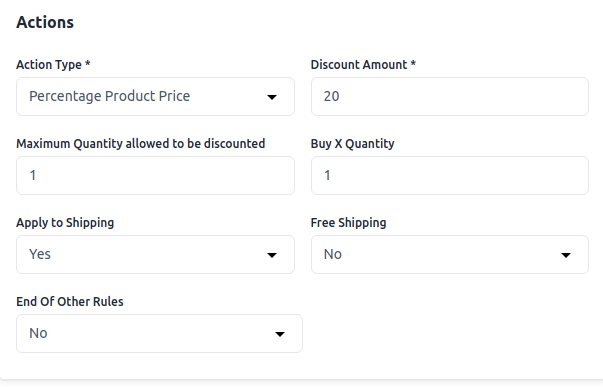 Actions
Action Type * Discount Amount *
Percentage Product Price 20
Maximum Quantity allowed to be discounted Buy X Quantity
1 1
Apply to Shipping Free Shipping
Yes No
End Of Other Rules
No